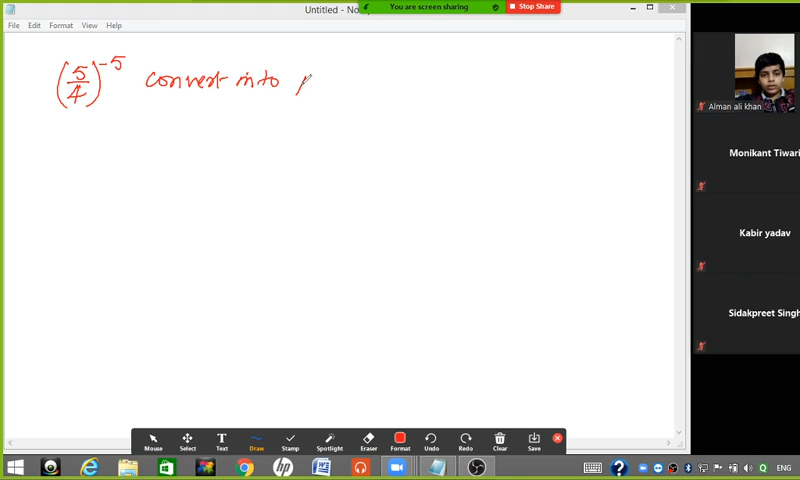 Untitled - No
You are screen sharing
Stop Share
File Edit Format View Help
(5/4)^-5 convert into
Alman ali khan
Monikant Tiwari
Kabir yadav
Sidakpreet Singh
Mouse Select Text Draw Stamp Spotlight Eraser Format Undo Redo Clear Save
ENG